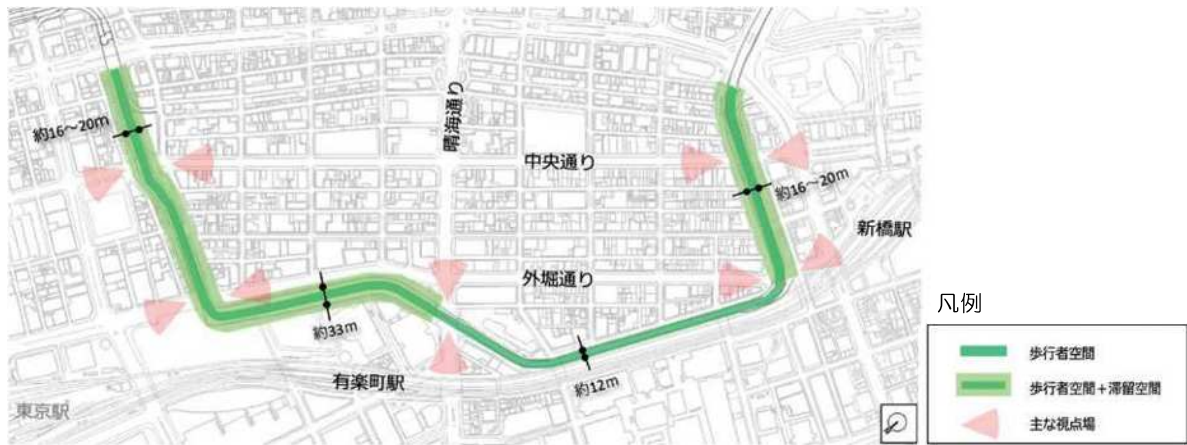 約16～20m
晴海通り
中央通り
約16～20m
新橋駅
外堀通り
約33m
有楽町駅
約12m
東京駅
凡例
歩行者空間
歩行者空間＋滞留空間
主な視点場